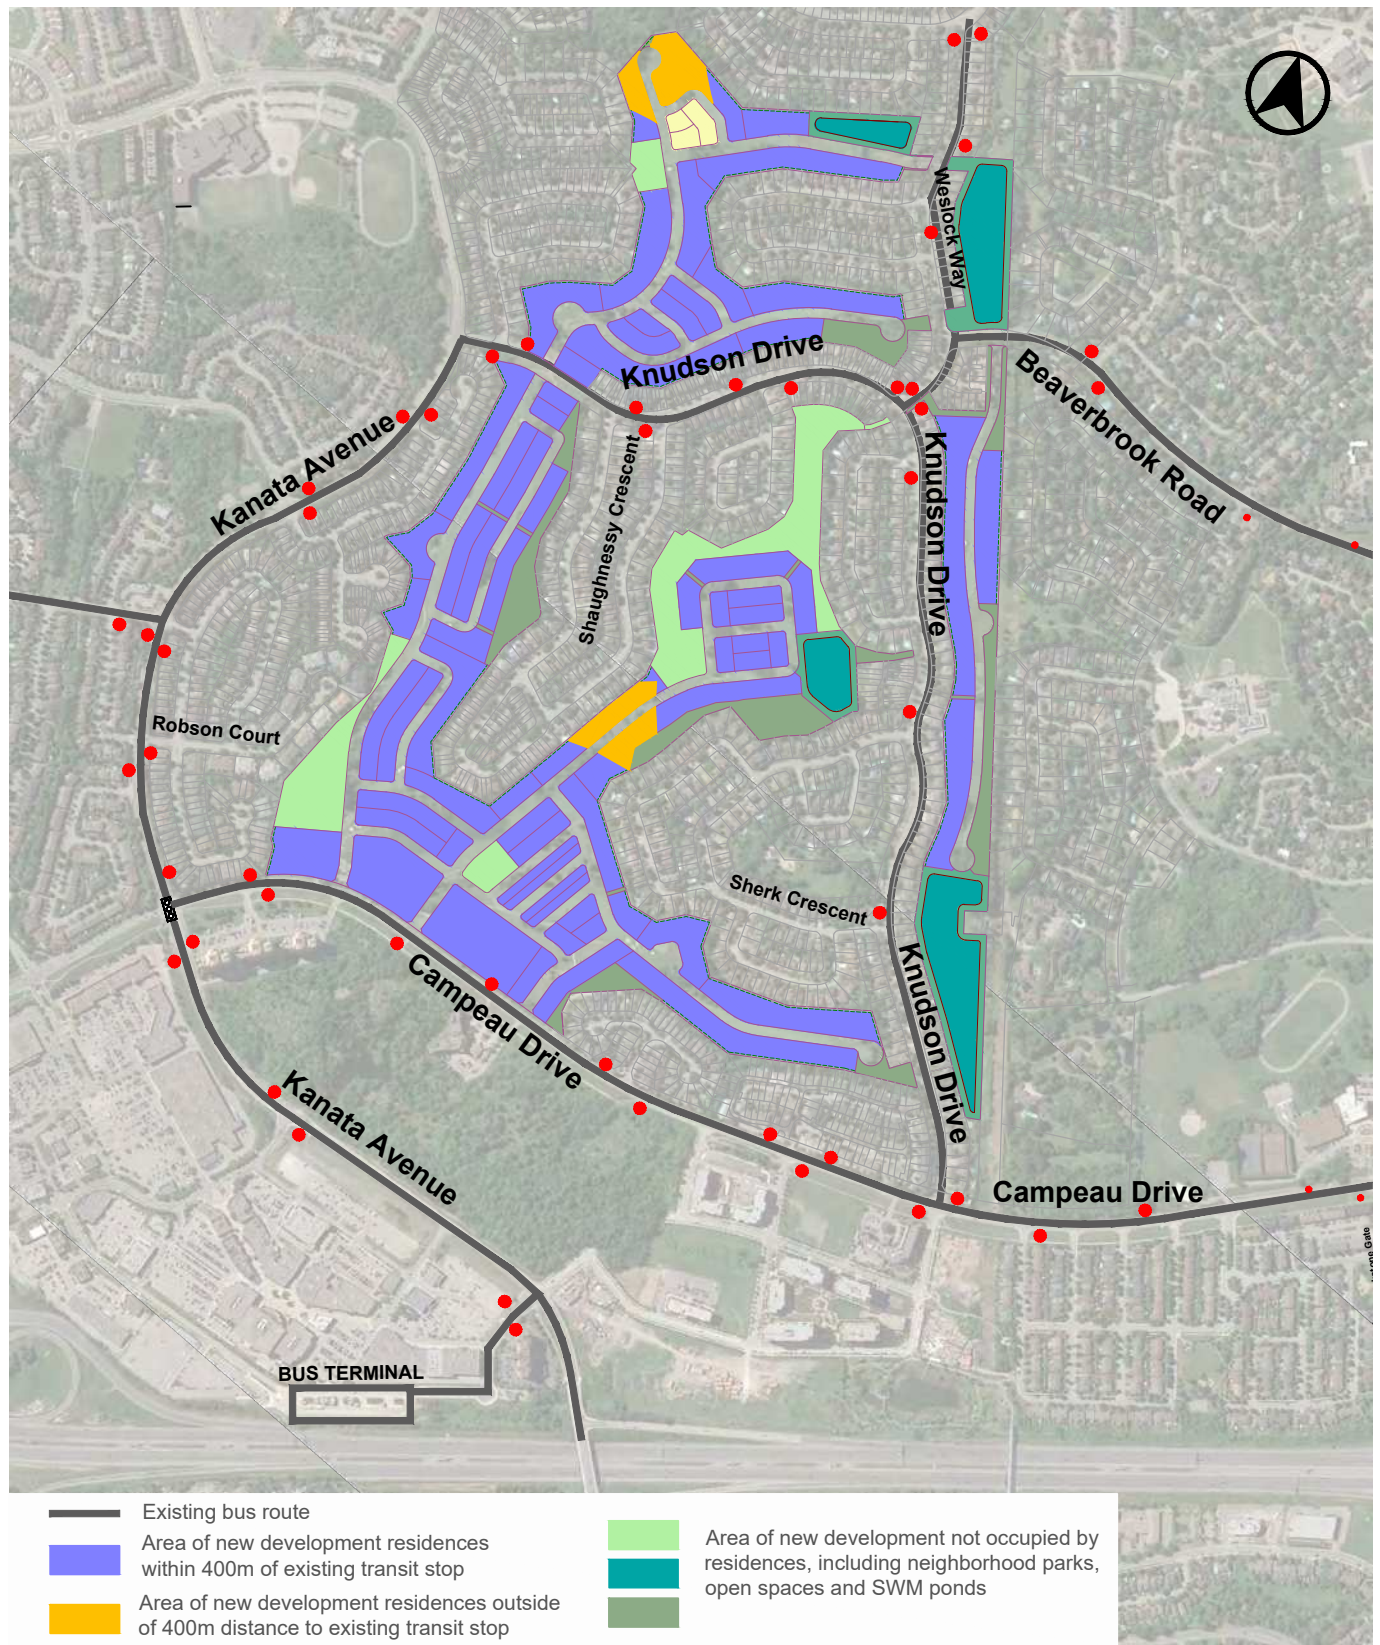 Weslock Way
Knudson Drive
Beaverbrook Road
Kanata Avenue
Shaughnessy Crescent
Knudson Drive
Robson Court
Sherk Crescent
Campeau Drive
Knudson Drive
Kanata Avenue
Campeau Drive
BUS TERMINAL
Existing bus route
Area of new development residences
within 400m of existing transit stop
Area of new development residences outside
of 400m distance to existing transit stop
Area of new development not occupied by
residences, including neighborhood parks,
open spaces and SWM ponds